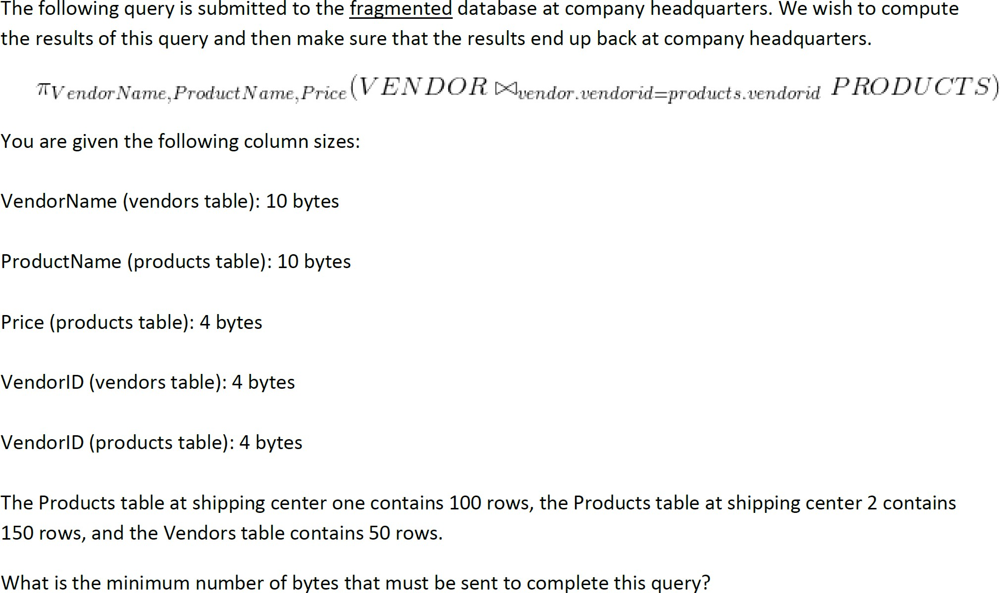 The following query is submitted to the fragmented database at company headquarters. We wish to compute
the results of this query and then make sure that the results end up back at company headquarters.
πVendorName,ProductName,Price(VENDOR ⋈vendor.vendorid=products.vendorid PRODUCTS)
You are given the following column sizes:
VendorName (vendors table): 10 bytes
ProductName (products table): 10 bytes
Price (products table): 4 bytes
VendorID (vendors table): 4 bytes
VendorID (products table): 4 bytes
The Products table at shipping center one contains 100 rows, the Products table at shipping center 2 contains
150 rows, and the Vendors table contains 50 rows.
What is the minimum number of bytes that must be sent to complete this query?